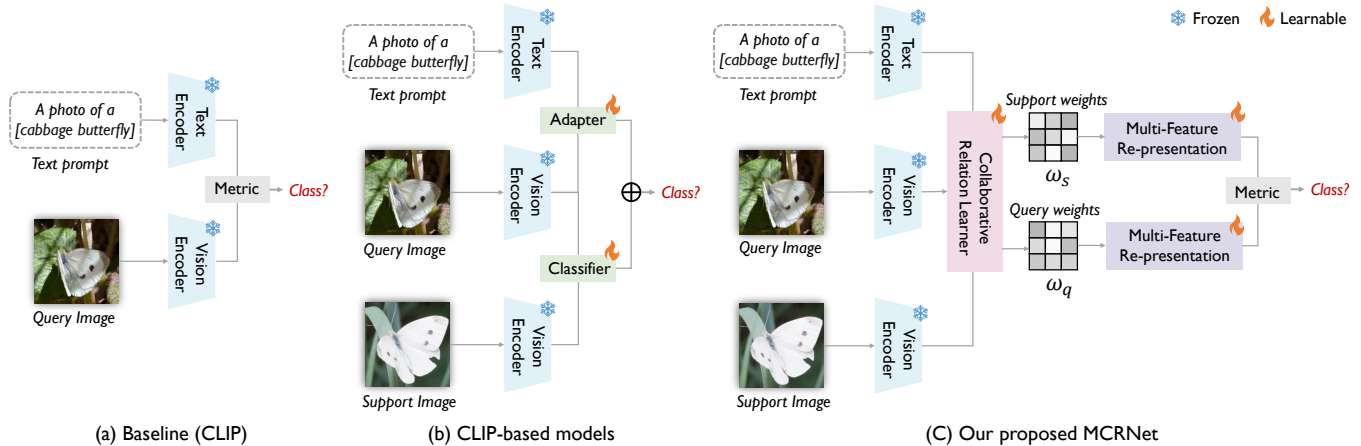 Frozen
Learnable
A photo of a
[cabbage butterfly]
Text prompt
Text
Encoder
Metric
Class?
Vision
Encoder
Query Image
(a) Baseline (CLIP)
A photo of a
[cabbage butterfly]
Text prompt
Text
Encoder
Adapter
Vision
Encoder
Query Image
Class?
Classifier
Vision
Encoder
Support Image
(b) CLIP-based models
A photo of a
[cabbage butterfly]
Text prompt
Text
Encoder
Vision
Encoder
Query Image
Vision
Encoder
Support Image
Collaborative
Relation Learner
Support weights
ω_s
Multi-Feature
Re-presentation
Query weights
ω_q
Multi-Feature
Re-presentation
Metric
Class?
(C) Our proposed MCRNet